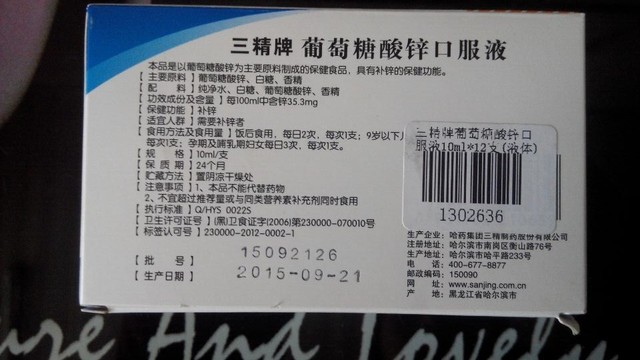 三精牌 葡萄糖酸锌口服液
本品是以葡萄糖酸锌为主要原料制成的保健食品，具有补锌的保健功能。
[主要原料] 葡萄糖酸锌、白糖、香精
[配 料] 纯净水、白糖、葡萄糖酸锌、香精
[功效成份及含量] 每100ml中含锌35.3mg
[保健功能] 补锌
[适宜人群] 需要补锌者
[食用方法及食用量] 饭后食用，每日2次，每次1支；9岁以下儿
每次1支；孕期及哺乳期妇女每日3次，每次1支。
[规 格] 10ml/支
[保 质 期] 24个月
[贮藏方法] 置阴凉干燥处
[注意事项] 1、本品不能代替药物
2、不宜超过推荐量或与同类营养素补充剂同时食用
[执行标准] Q/HYS 0022S
[卫生许可证号] (黑)卫食证字(2006)第230000-070010号
[标签认可号] 230000-2012-0002-1
[批 号] 15092126
[生产日期] 2015-09-21
三精牌葡萄糖酸锌口
服液10ml*12支(液体)
1302636
生产企业：哈药集团三精制药股份有限公司
注册地址：哈尔滨市南岗区衡山路76号
生产地址：哈尔滨市哈平路233号
电 话：400-677-8877
邮政编码：150090
网 址：www.sanjing.com.cn
产 地：黑龙江省哈尔滨市
And Lovely